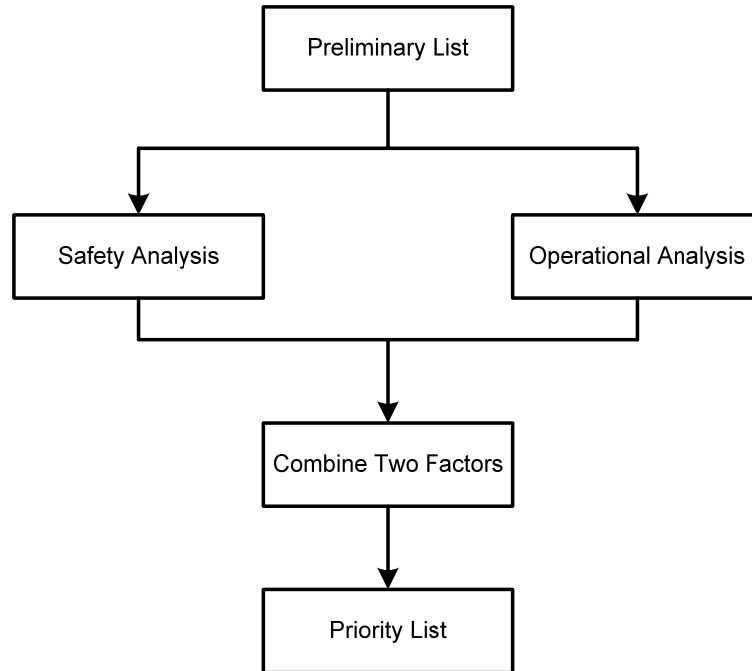 Preliminary List
Safety Analysis
Operational Analysis
Combine Two Factors
Priority List